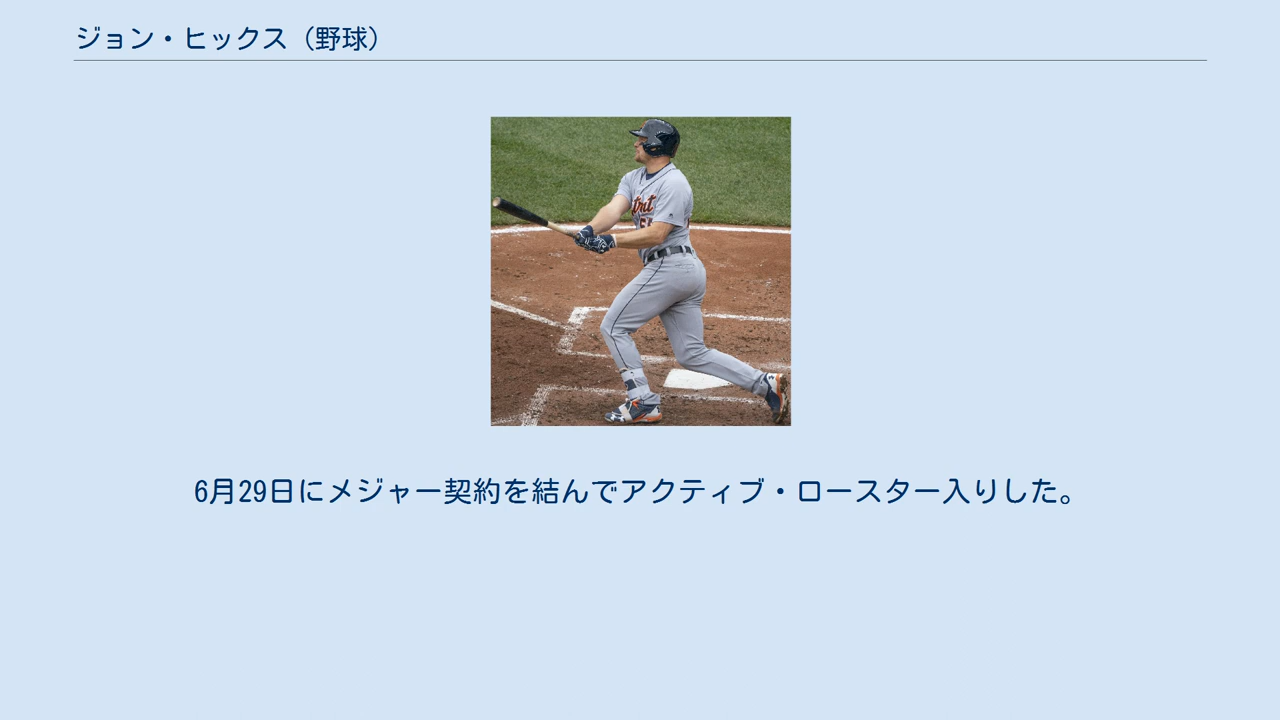 ジョン・ヒックス（野球）
6月29日にメジャー契約を結んでアクティブ・ロースター入りした。